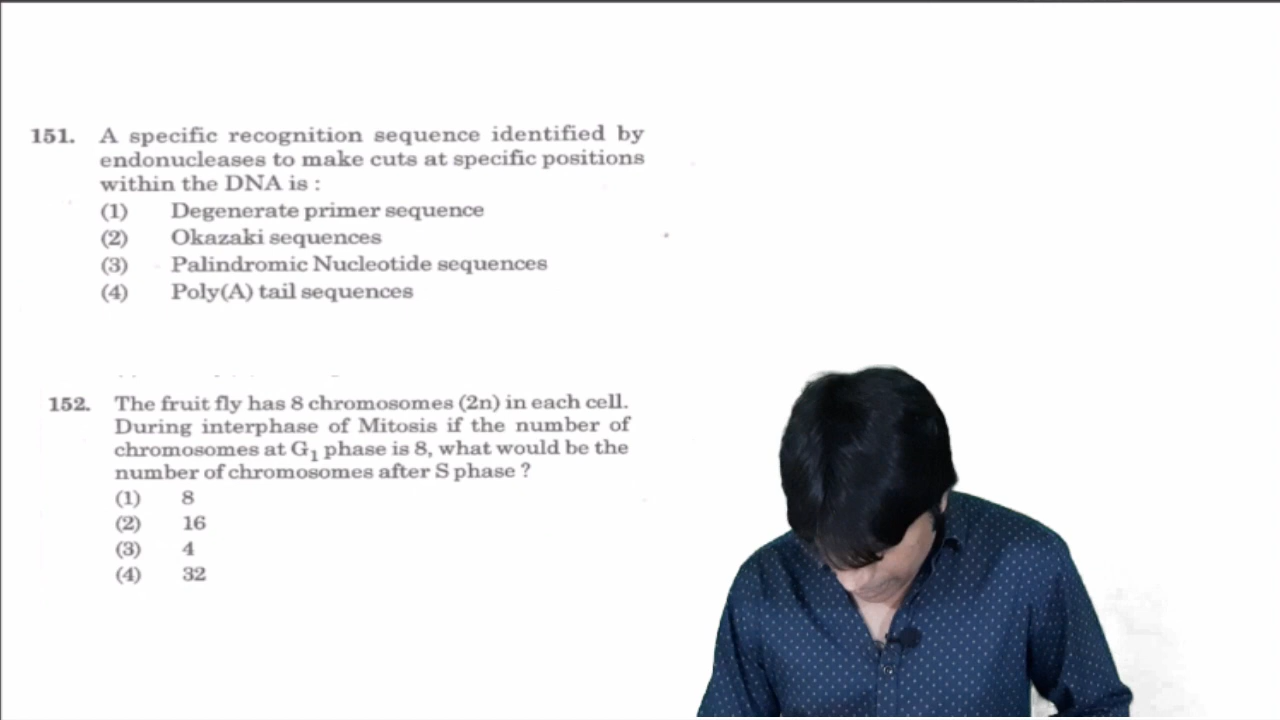 151. A specific recognition sequence identified by
endonucleases to make cuts at specific positions
within the DNA is :
(1) Degenerate primer sequence
(2) Okazaki sequences
(3) Palindromic Nucleotide sequences
(4) Poly(A) tail sequences
152. The fruit fly has 8 chromosomes (2n) in each cell.
During interphase of Mitosis if the number of
chromosomes at G₁ phase is 8, what would be the
number of chromosomes after S phase ?
(1) 8
(2) 16
(3) 4
(4) 32